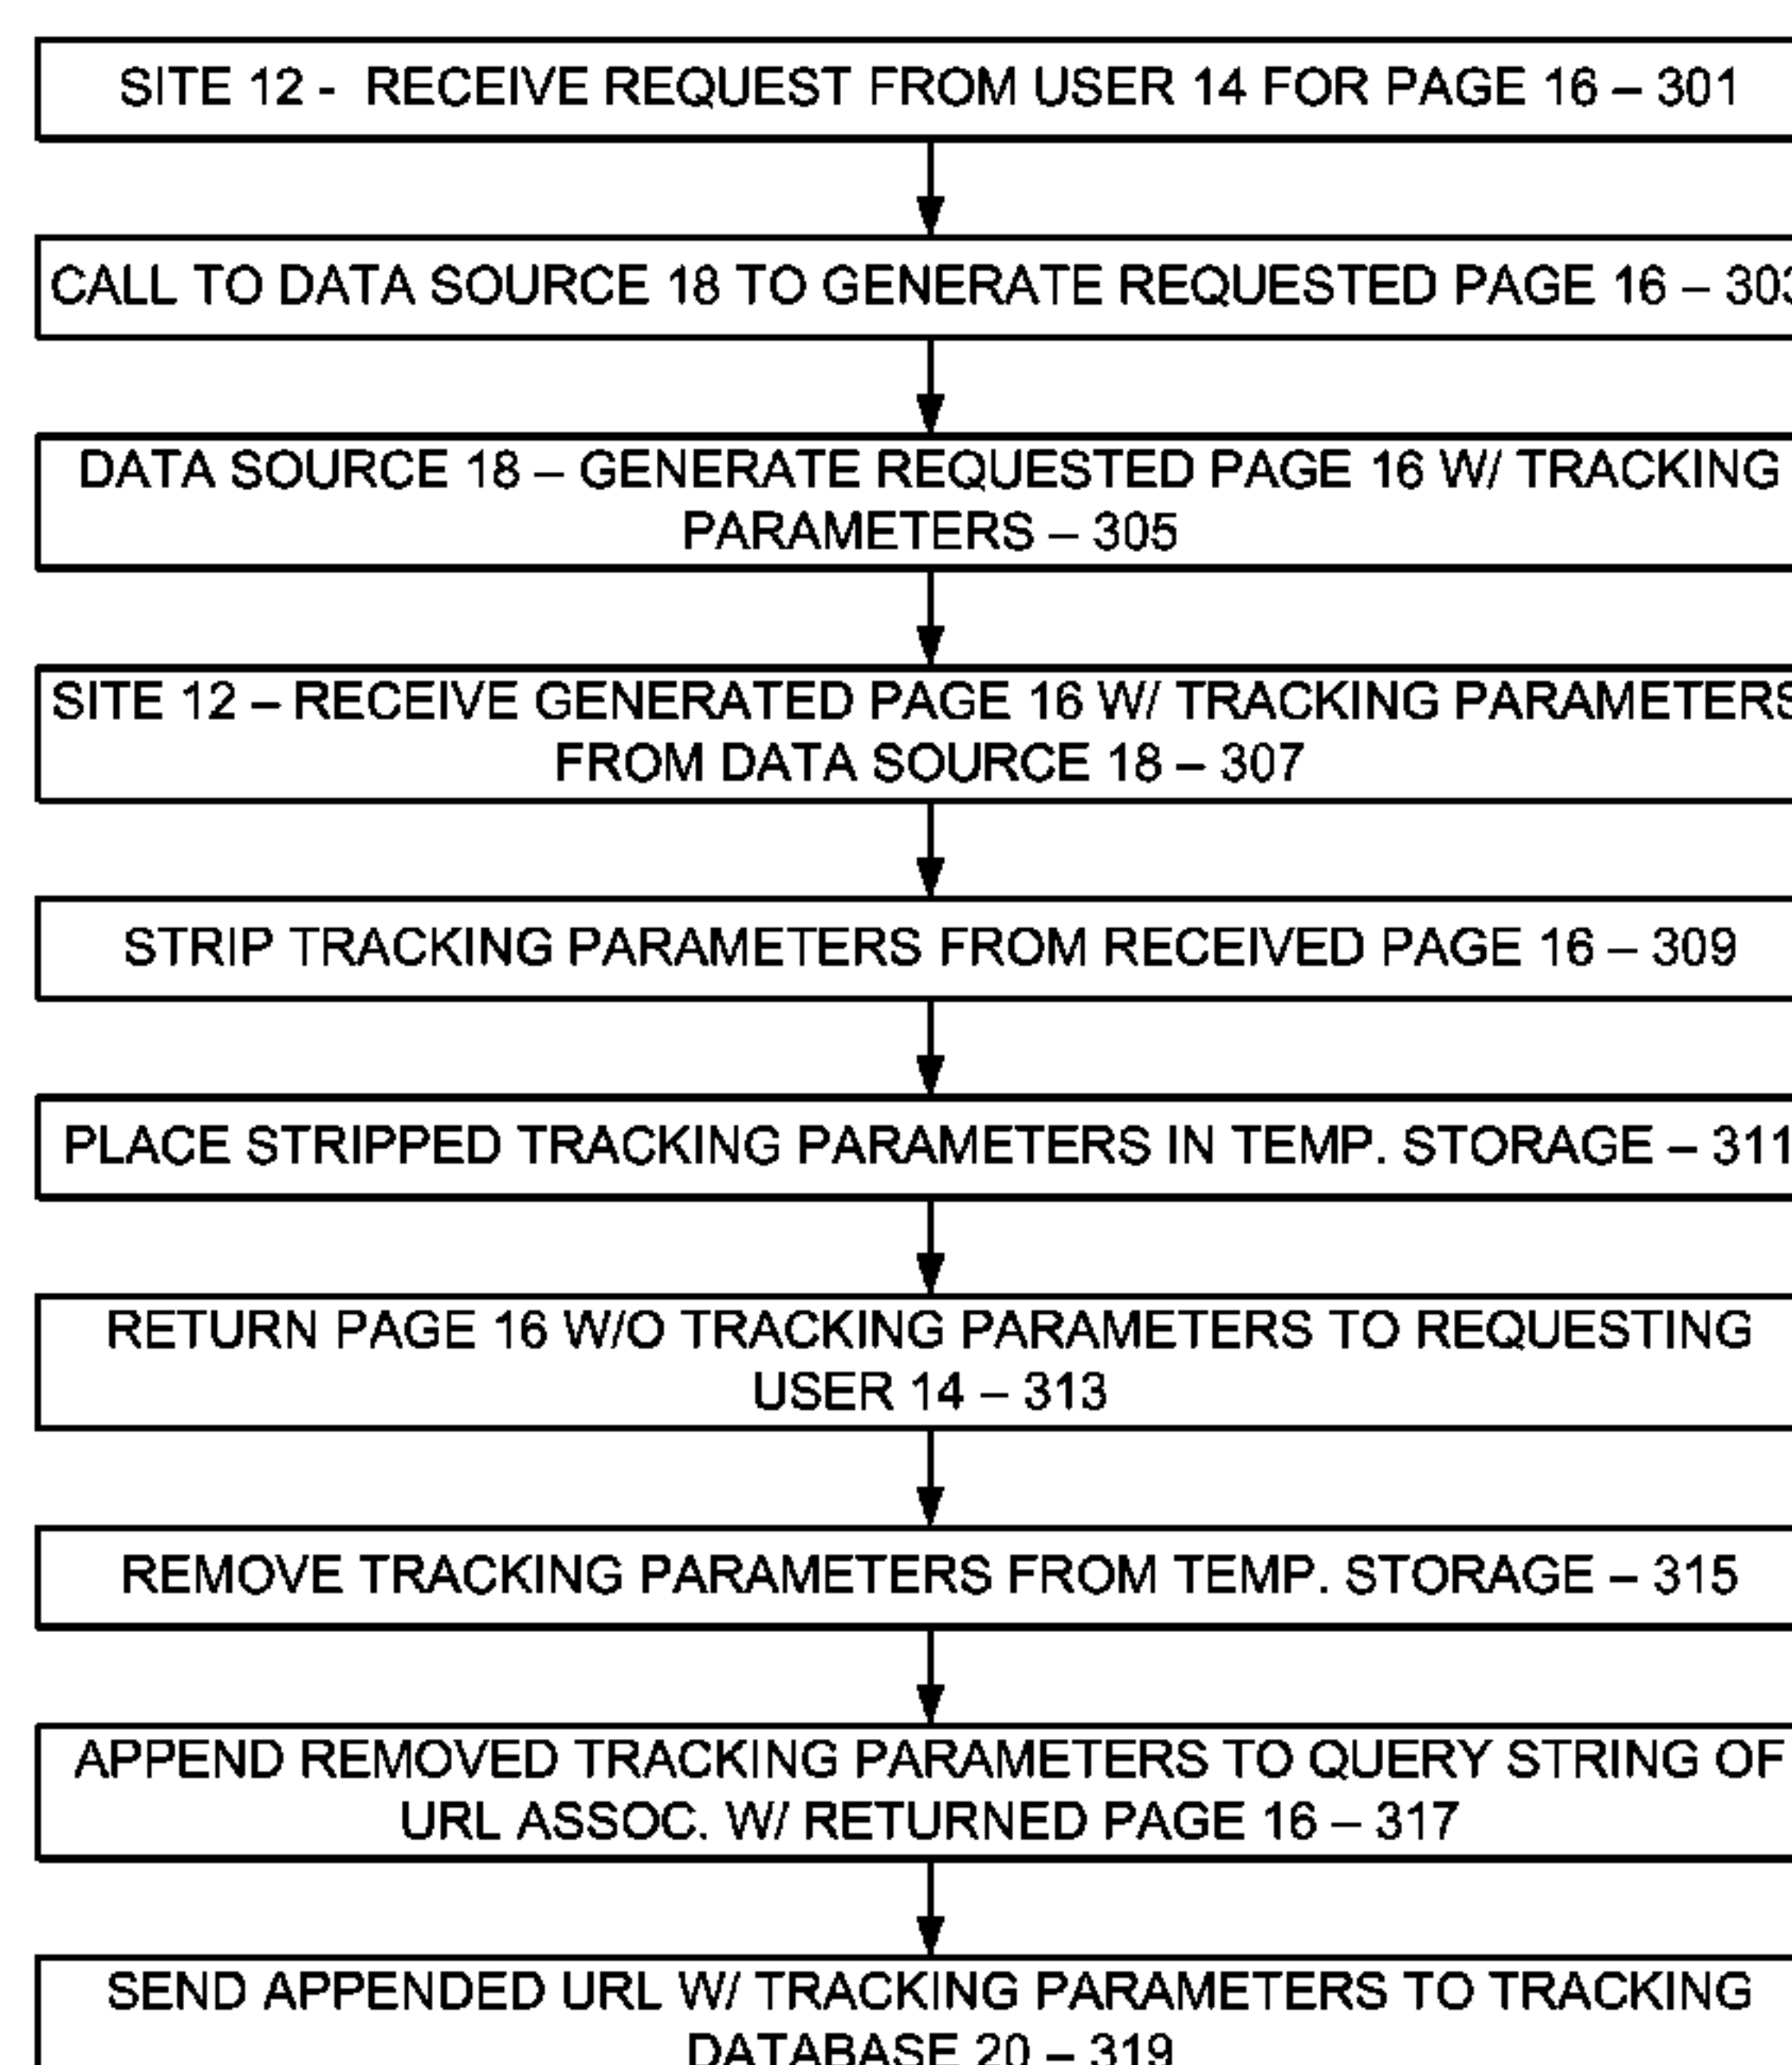 SITE 12 - RECEIVE REQUEST FROM USER 14 FOR PAGE 16 – 301
CALL TO DATA SOURCE 18 TO GENERATE REQUESTED PAGE 16 – 303
DATA SOURCE 18 – GENERATE REQUESTED PAGE 16 W/ TRACKING
PARAMETERS – 305
SITE 12 – RECEIVE GENERATED PAGE 16 W/ TRACKING PARAMETERS
FROM DATA SOURCE 18 – 307
STRIP TRACKING PARAMETERS FROM RECEIVED PAGE 16 – 309
PLACE STRIPPED TRACKING PARAMETERS IN TEMP. STORAGE – 311
RETURN PAGE 16 W/O TRACKING PARAMETERS TO REQUESTING
USER 14 – 313
REMOVE TRACKING PARAMETERS FROM TEMP. STORAGE – 315
APPEND REMOVED TRACKING PARAMETERS TO QUERY STRING OF
URL ASSOC. W/ RETURNED PAGE 16 – 317
SEND APPENDED URL W/ TRACKING PARAMETERS TO TRACKING
DATABASE 20 – 319